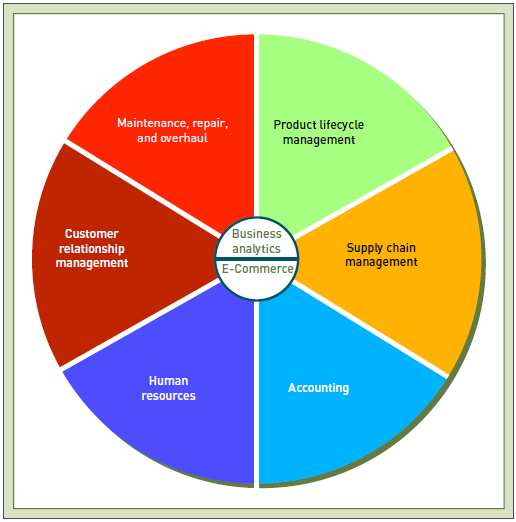 Maintenance, repair,
and overhaul
Product lifecycle
management
Customer
relationship
management
Business
analytics
E-Commerce
Supply chain
management
Human
resources
Accounting